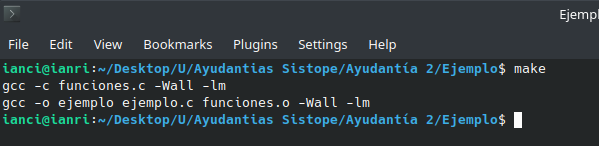 Ejempl
File Edit View Bookmarks Plugins Settings Help
ianci@ianri:~/Desktop/U/Ayudantias Sistope/Ayudantía 2/Ejemplo$ make
gcc -c funciones.c -Wall -lm
gcc -o ejemplo ejemplo.c funciones.o -Wall -lm
ianci@ianri:~/Desktop/U/Ayudantias Sistope/Ayudantía 2/Ejemplo$